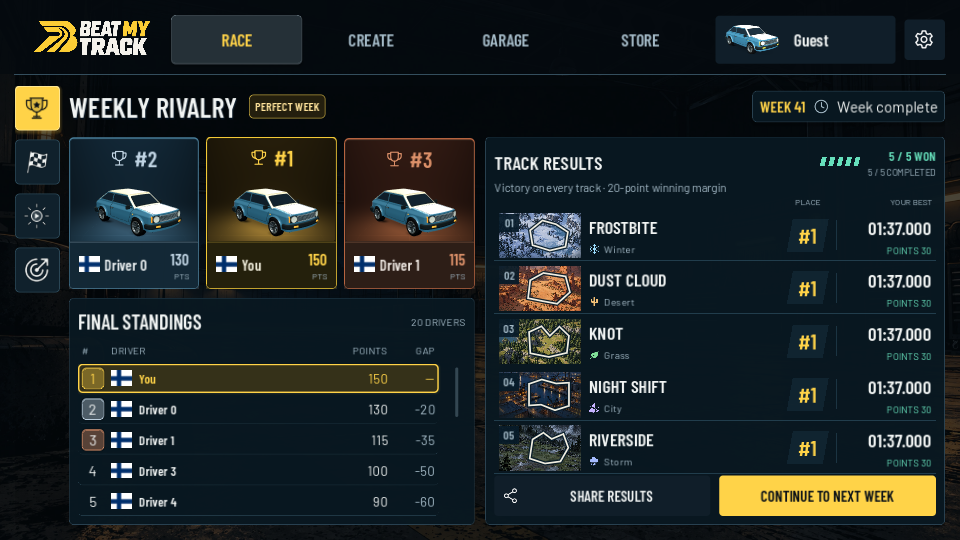 BEAT MY TRACK
RACE
CREATE
GARAGE
STORE
Guest
WEEKLY RIVALRY
PERFECT WEEK
WEEK 41
Week complete
#2
Driver 0
130
PTS
#1
You
150
PTS
#3
Driver 1
115
PTS
FINAL STANDINGS
20 DRIVERS
# DRIVER POINTS GAP
1 You 150 –
2 Driver 0 130 -20
3 Driver 1 115 -35
4 Driver 3 100 -50
5 Driver 4 90 -60
TRACK RESULTS
5 / 5 WON
Victory on every track · 20-point winning margin
5 / 5 COMPLETED
PLACE YOUR BEST
01 FROSTBITE #1 01:37.000
Winter POINTS 30
02 DUST CLOUD #1 01:37.000
Desert POINTS 30
03 KNOT #1 01:37.000
Grass POINTS 30
04 NIGHT SHIFT #1 01:37.000
City POINTS 30
05 RIVERSIDE #1 01:37.000
Storm POINTS 30
SHARE RESULTS
CONTINUE TO NEXT WEEK